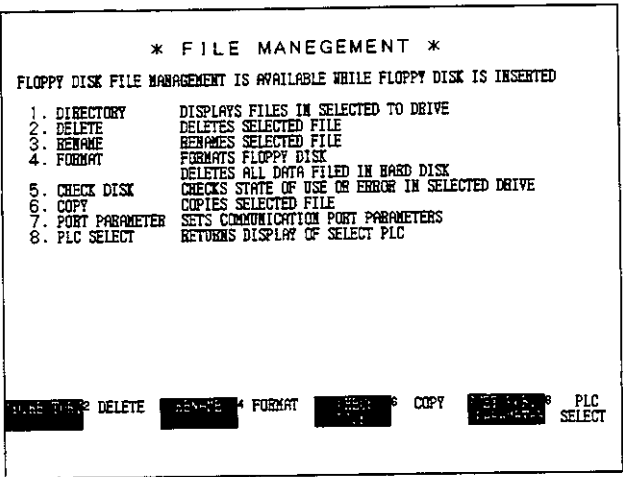 * FILE MANEGEMENT *
FLOPPY DISK FILE MANAGEMENT IS AVAILABLE WHILE FLOPPY DISK IS INSERTED
1. DIRECTORY DISPLAYS FILES IN SELECTED TO DRIVE
2. DELETE DELETES SELECTED FILE
3. RENAME RENAMES SELECTED FILE
4. FORMAT FORMATS FLOPPY DISK
DELETES ALL DATA FILED IN HARD DISK
5. CHECK DISK CHECKS STATE OF USE OR ERROR IN SELECTED DRIVE
6. COPY COPIES SELECTED FILE
7. PORT PARAMETER SETS COMMUNICATION PORT PARAMETERS
8. PLC SELECT RETURNS DISPLAY OF SELECT PLC
2 DELETE RENAME 4 FORMAT 6 COPY 8 PLC
SELECT